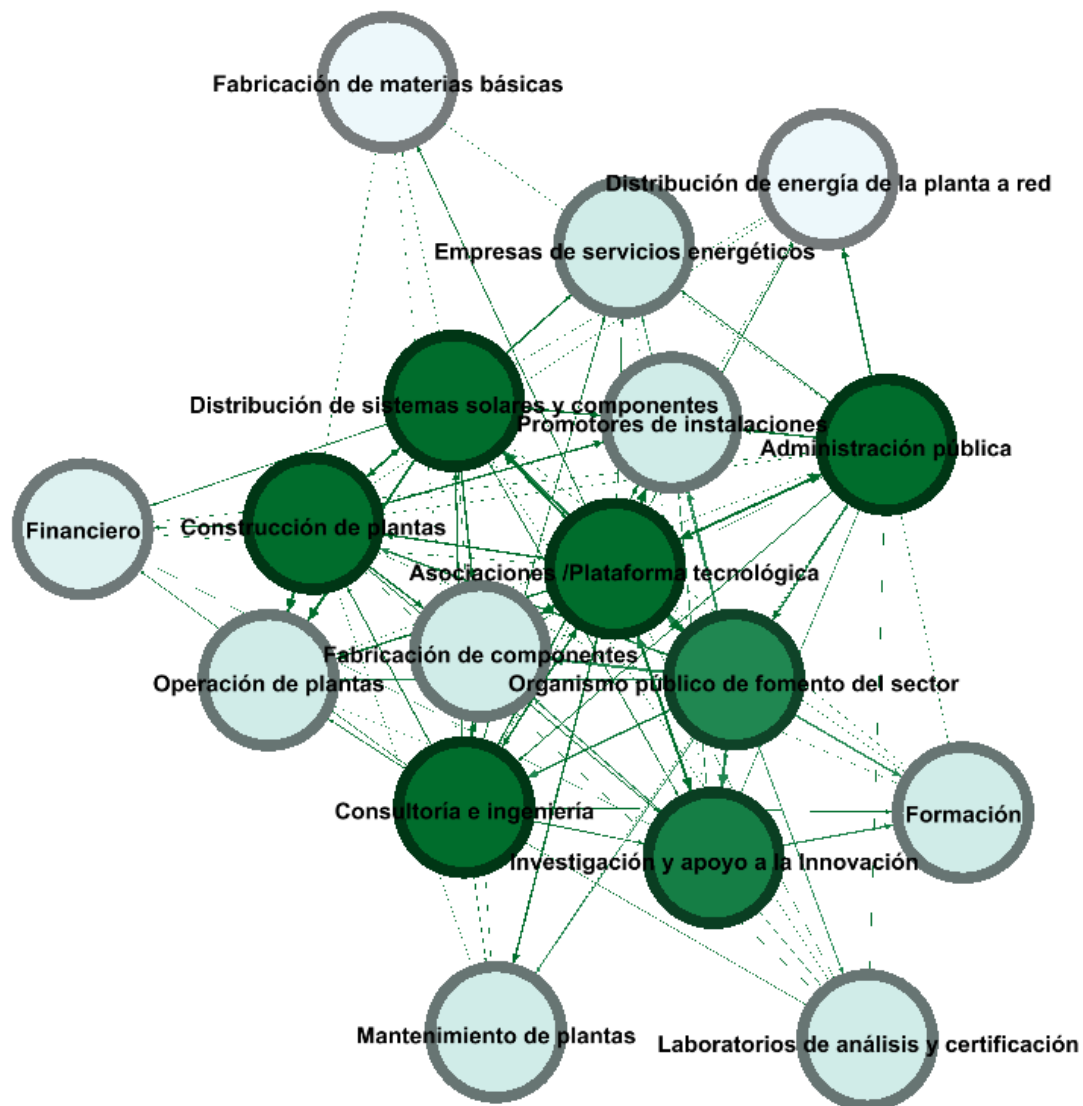 Fabricación de materias básicas
Distribución de energía de la planta a red
Empresas de servicios energéticos
Distribución de sistemas solares y componentes
Promotores de instalaciones
Administración pública
Financiero
Construcción de plantas
Asociaciones /Plataforma tecnológica
Fabricación de componentes
Operación de plantas
Organismo público de fomento del sector
Consultoría e ingeniería
Formación
Investigación y apoyo a la Innovación
Mantenimiento de plantas
Laboratorios de análisis y certificación